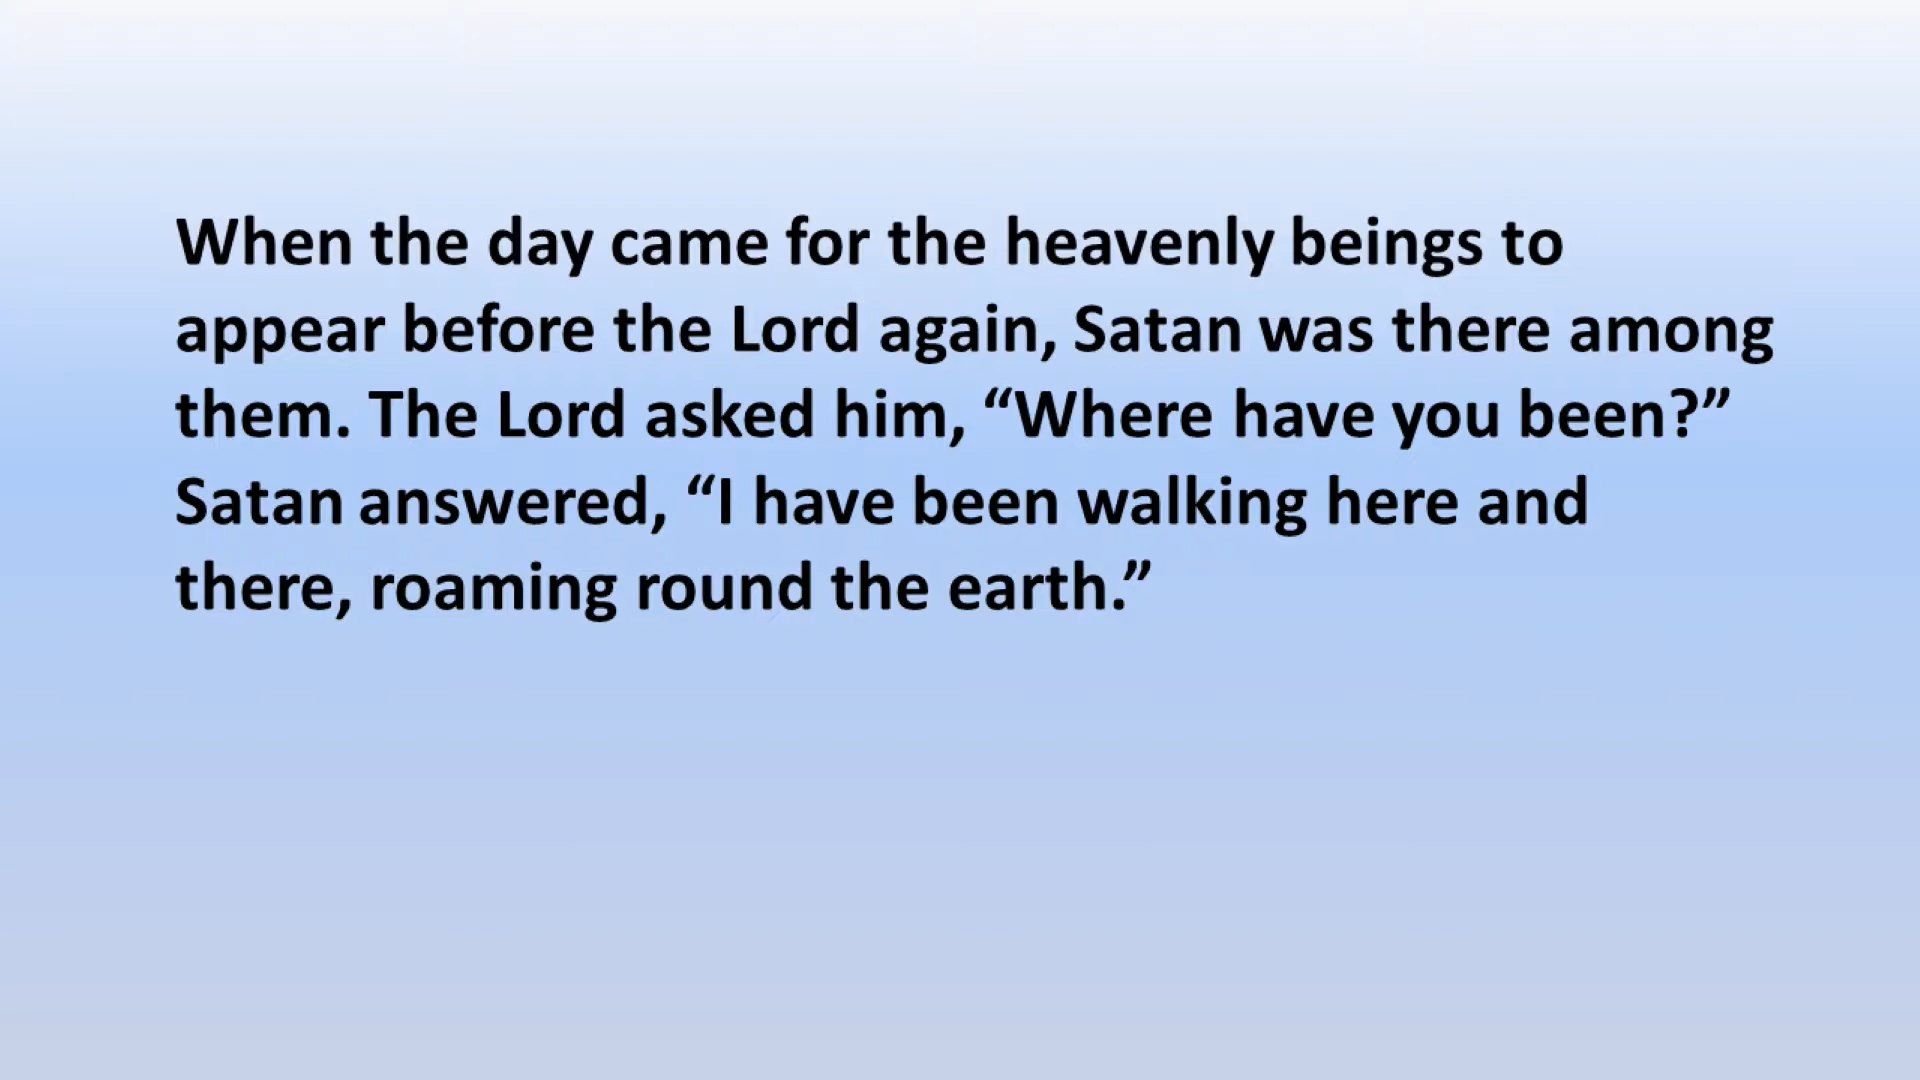 When the day came for the heavenly beings to
appear before the Lord again, Satan was there among
them. The Lord asked him, “Where have you been?”
Satan answered, “I have been walking here and
there, roaming round the earth.”